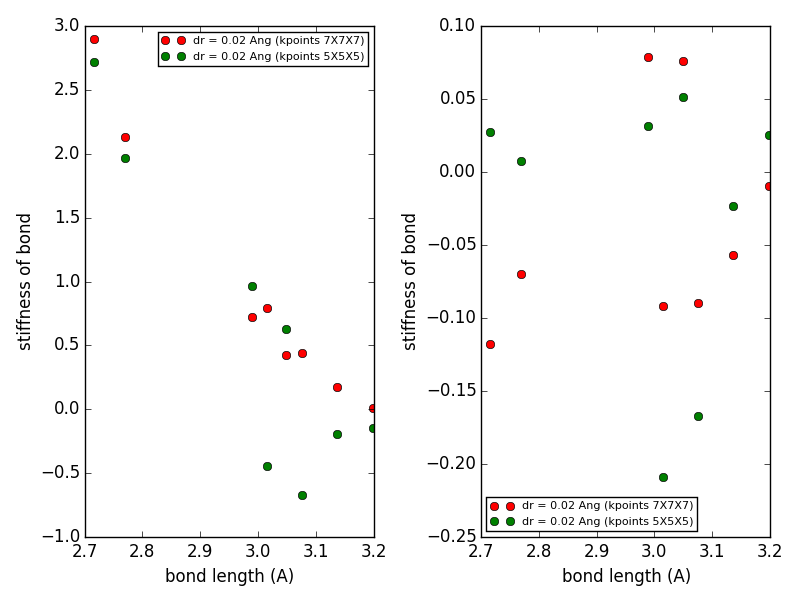 3.0
2.5
2.0
1.5
1.0
0.5
0.0
−0.5
−1.0
2.7 2.8 2.9 3.0 3.1 3.2
bond length (A)
stiffness of bond
dr = 0.02 Ang (kpoints 7X7X7)
dr = 0.02 Ang (kpoints 5X5X5)
0.10
0.05
0.00
−0.05
−0.10
−0.15
−0.20
−0.25
2.7 2.8 2.9 3.0 3.1 3.2
bond length (A)
stiffness of bond
dr = 0.02 Ang (kpoints 7X7X7)
dr = 0.02 Ang (kpoints 5X5X5)